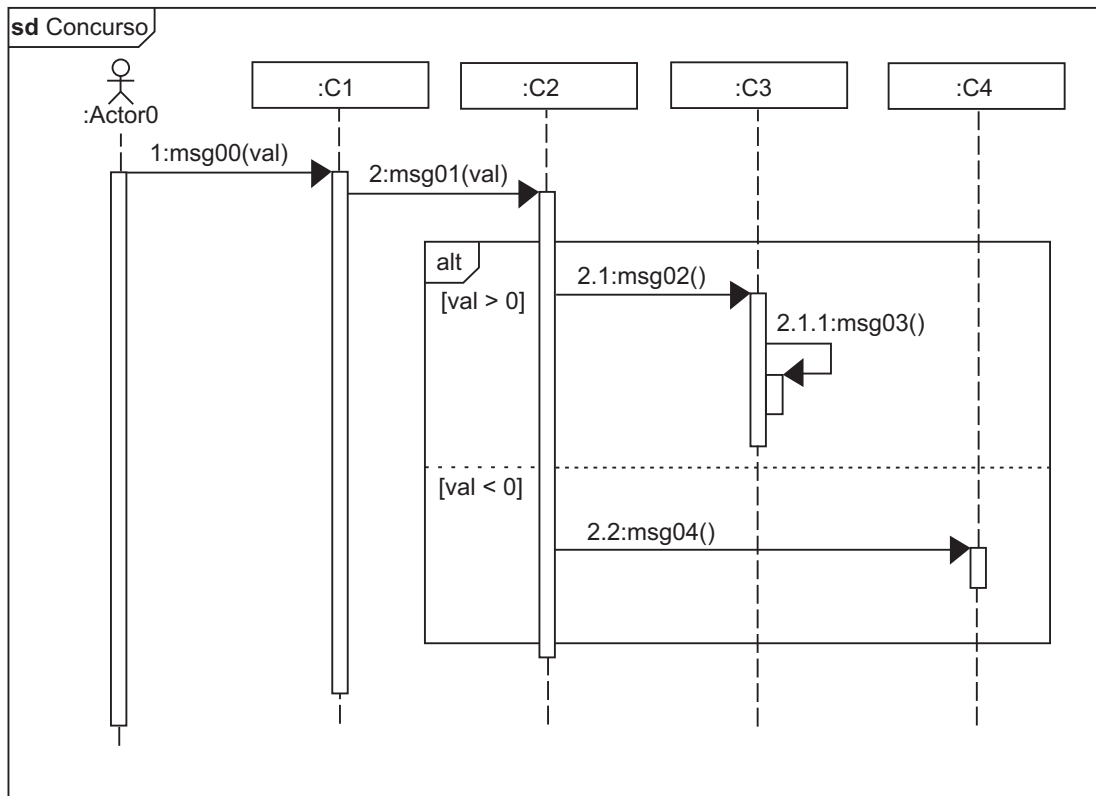 sd Concurso
:Actor0
:C1
:C2
:C3
:C4
1:msg00(val)
2:msg01(val)
alt
[val > 0]
2.1:msg02()
2.1.1:msg03()
[val < 0]
2.2:msg04()